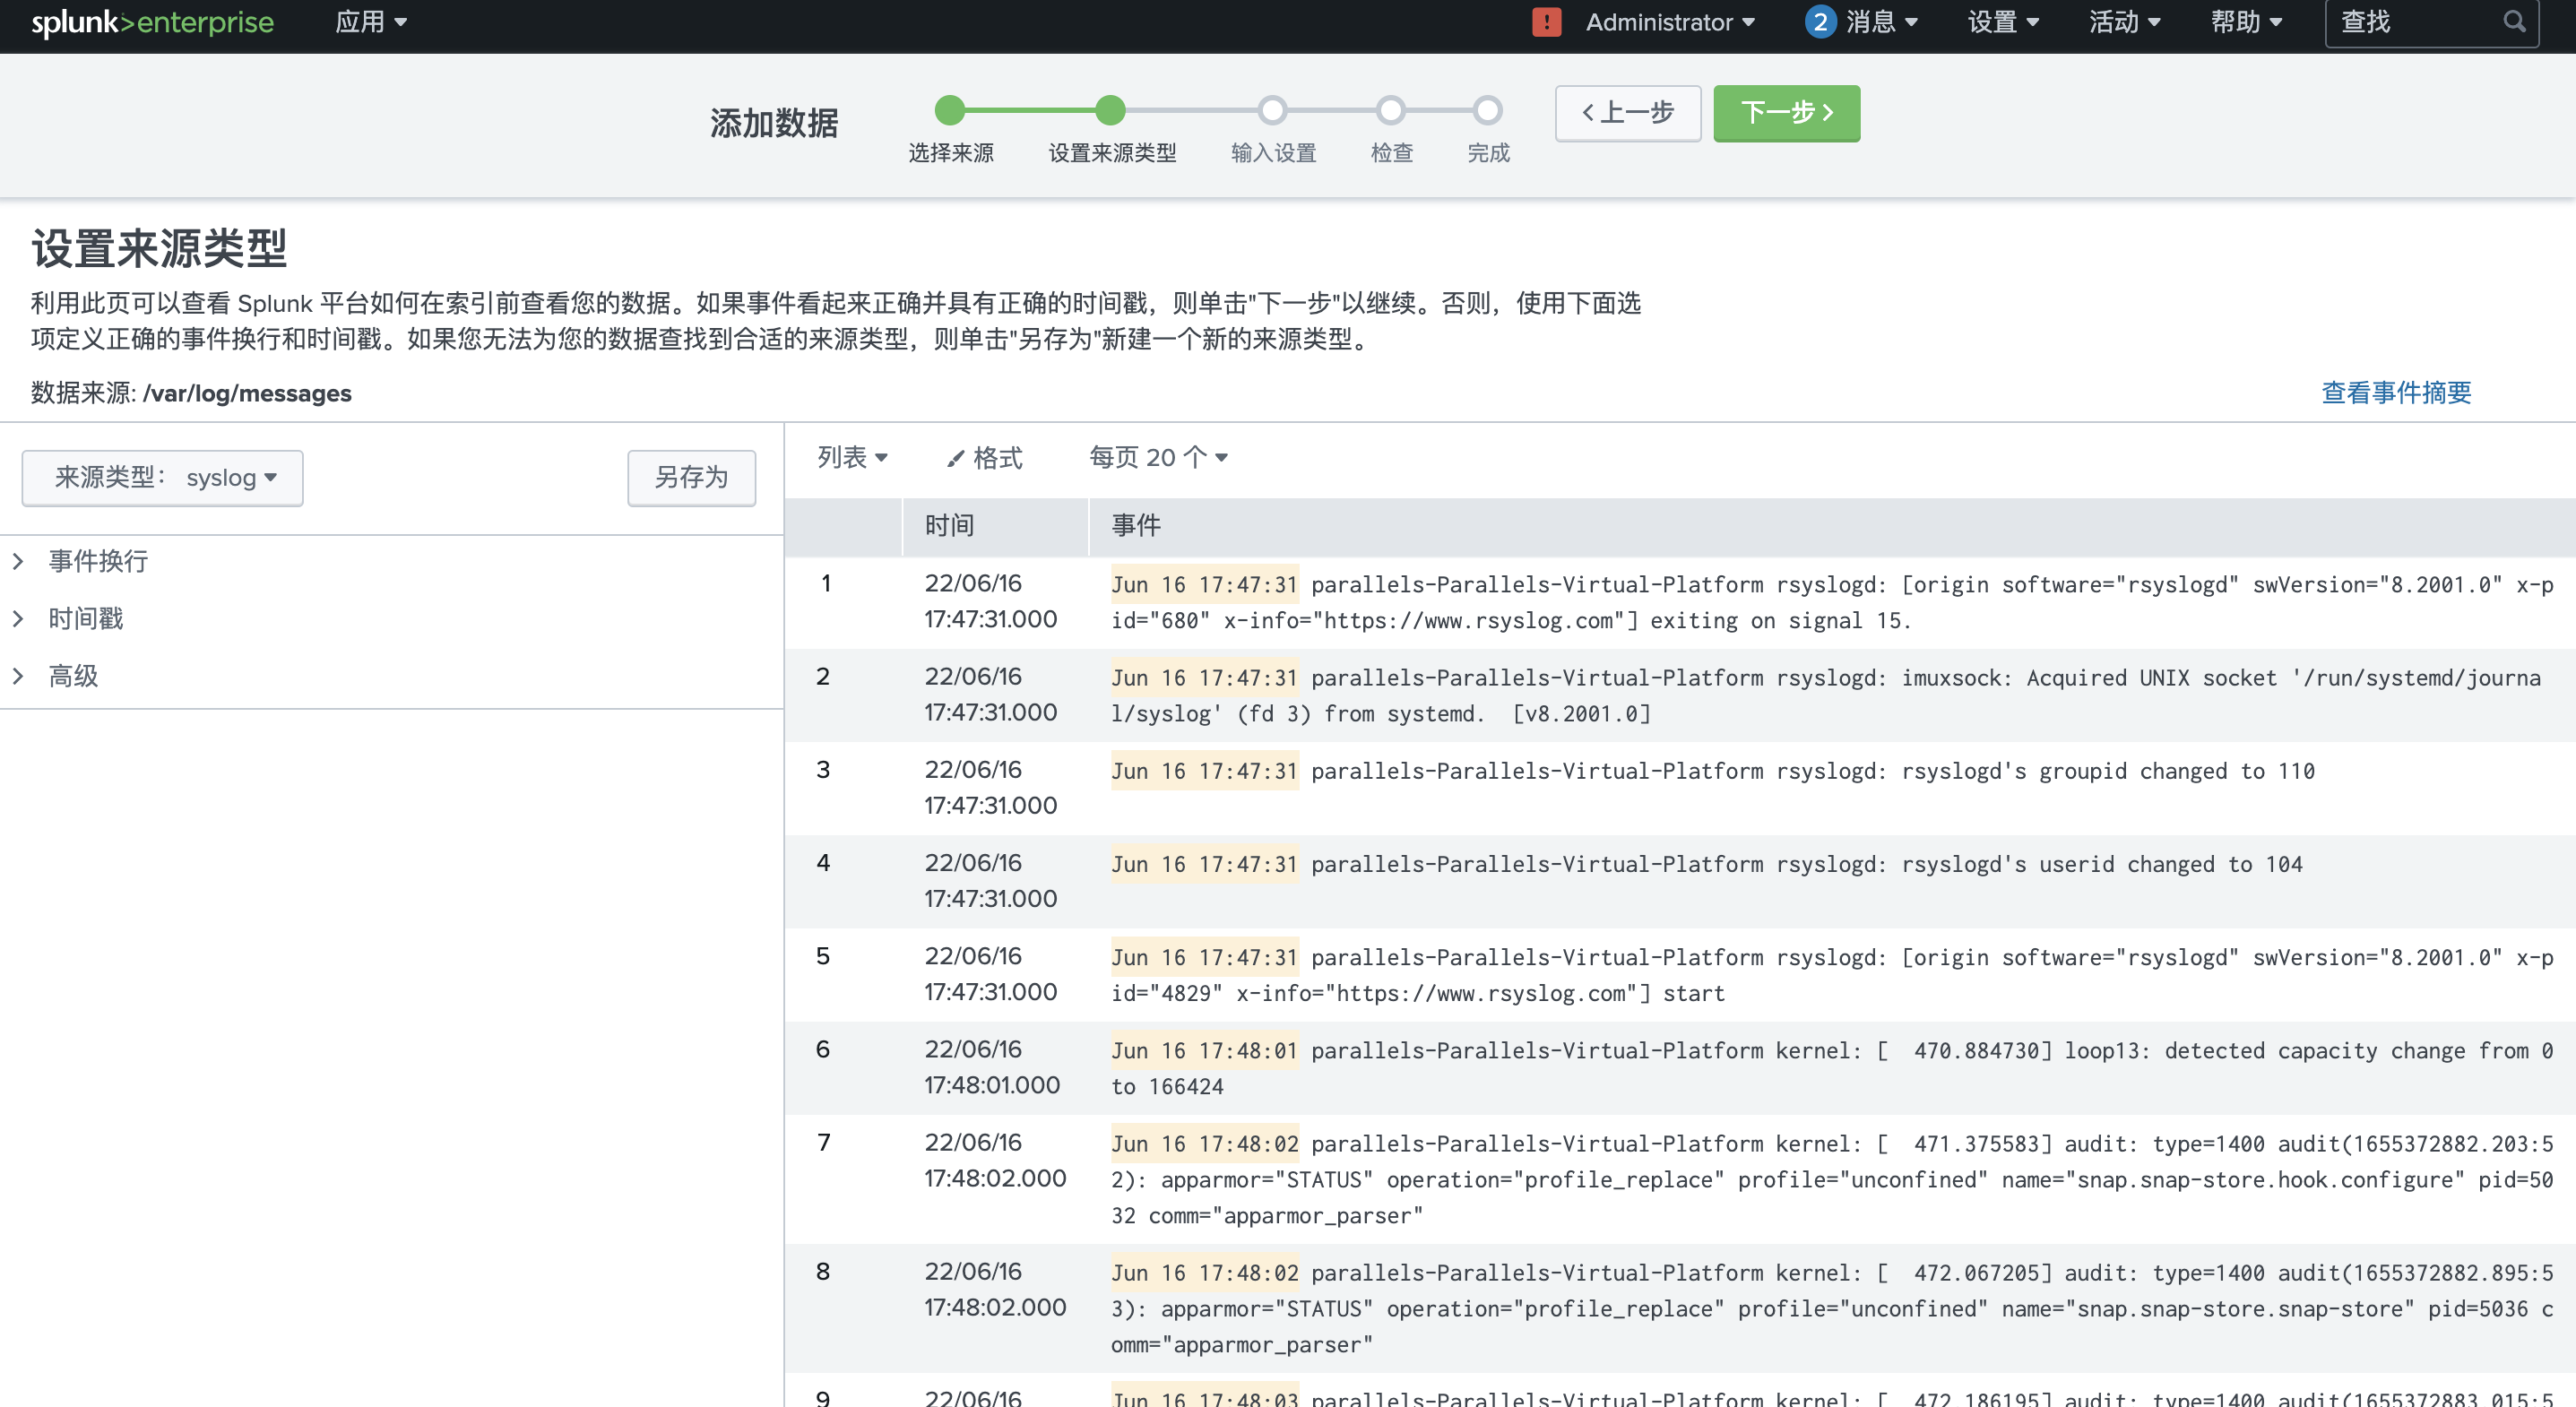 splunk>enterprise 应用 Administrator 2 消息 设置 活动 帮助 查找
添加数据
选择来源 设置来源类型 输入设置 检查 完成
上一步 下一步
设置来源类型
利用此页可以查看 Splunk 平台如何在索引前查看您的数据。如果事件看起来正确并具有正确的时间戳，则单击"下一步"以继续。否则，使用下面选
项定义正确的事件换行和时间戳。如果您无法为您的数据查找到合适的来源类型，则单击"另存为"新建一个新的来源类型。
数据来源: /var/log/messages
查看事件摘要
来源类型： syslog
另存为
事件换行
时间戳
高级
列表 格式 每页 20 个
时间 事件
1 22/06/16 Jun 16 17:47:31 parallels-Parallels-Virtual-Platform rsyslogd: [origin software="rsyslogd" swVersion="8.2001.0" x-p
17:47:31.000 id="680" x-info="https://www.rsyslog.com"] exiting on signal 15.
2 22/06/16 Jun 16 17:47:31 parallels-Parallels-Virtual-Platform rsyslogd: imuxsock: Acquired UNIX socket '/run/systemd/journa
17:47:31.000 l/syslog' (fd 3) from systemd.  [v8.2001.0]
3 22/06/16 Jun 16 17:47:31 parallels-Parallels-Virtual-Platform rsyslogd: rsyslogd's groupid changed to 110
17:47:31.000
4 22/06/16 Jun 16 17:47:31 parallels-Parallels-Virtual-Platform rsyslogd: rsyslogd's userid changed to 104
17:47:31.000
5 22/06/16 Jun 16 17:47:31 parallels-Parallels-Virtual-Platform rsyslogd: [origin software="rsyslogd" swVersion="8.2001.0" x-p
17:47:31.000 id="4829" x-info="https://www.rsyslog.com"] start
6 22/06/16 Jun 16 17:48:01 parallels-Parallels-Virtual-Platform kernel: [  470.884730] loop13: detected capacity change from 0
17:48:01.000 to 166424
7 22/06/16 Jun 16 17:48:02 parallels-Parallels-Virtual-Platform kernel: [  471.375583] audit: type=1400 audit(1655372882.203:5
17:48:02.000 2): apparmor="STATUS" operation="profile_replace" profile="unconfined" name="snap.snap-store.hook.configure" pid=50
32 comm="apparmor_parser"
8 22/06/16 Jun 16 17:48:02 parallels-Parallels-Virtual-Platform kernel: [  472.067205] audit: type=1400 audit(1655372882.895:5
17:48:02.000 3): apparmor="STATUS" operation="profile_replace" profile="unconfined" name="snap.snap-store.snap-store" pid=5036 c
omm="apparmor_parser"
9 22/06/16 Jun 16 17:48:03 parallels-Parallels-Virtual-Platform kernel: [  472.186195] audit: type=1400 audit(1655372883.015:5